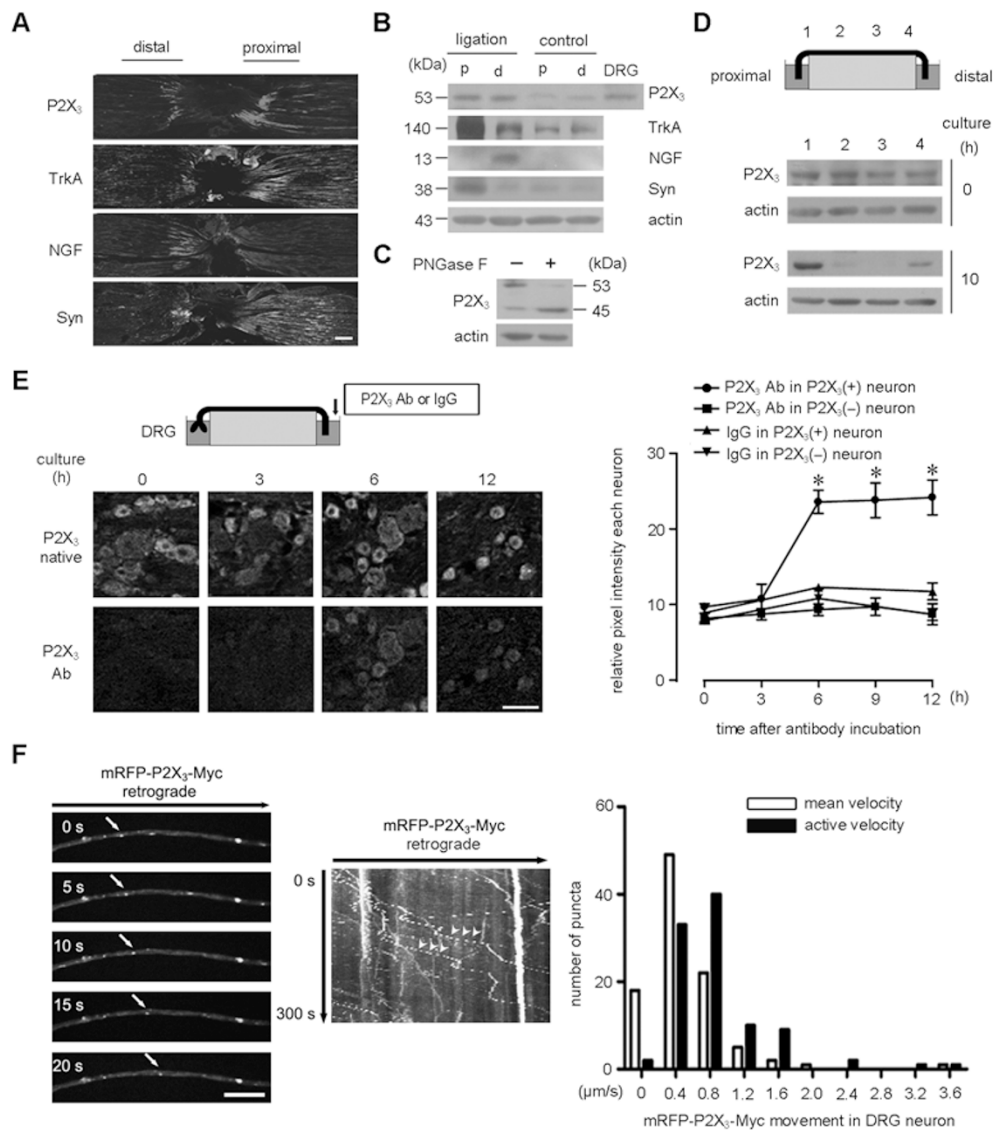 A
distal proximal
P2X₃
TrkA
NGF
Syn
B
ligation control
(kDa) p d p d DRG
53 P2X₃
140 TrkA
13 NGF
38 Syn
43 actin
C
PNGase F − + (kDa)
P2X₃ 53
45
actin
D
1 2 3 4
proximal distal
culture
(h)
1 2 3 4
P2X₃
actin
0
P2X₃
actin
10
E
P2X₃ Ab or IgG
DRG
culture
(h) 0 3 6 12
P2X₃
native
P2X₃
Ab
P2X₃ Ab in P2X₃(+) neuron
P2X₃ Ab in P2X₃(−) neuron
IgG in P2X₃(+) neuron
IgG in P2X₃(−) neuron
relative pixel intensity each neuron
30
20
10
0
* * *
0 3 6 9 12 (h)
time after antibody incubation
F
mRFP-P2X₃-Myc
retrograde
0 s
5 s
10 s
15 s
20 s
mRFP-P2X₃-Myc
retrograde
0 s
300 s
mean velocity
active velocity
number of puncta
60
40
20
0
(μm/s) 0 0.4 0.8 1.2 1.6 2.0 2.4 2.8 3.2 3.6
mRFP-P2X₃-Myc movement in DRG neuron